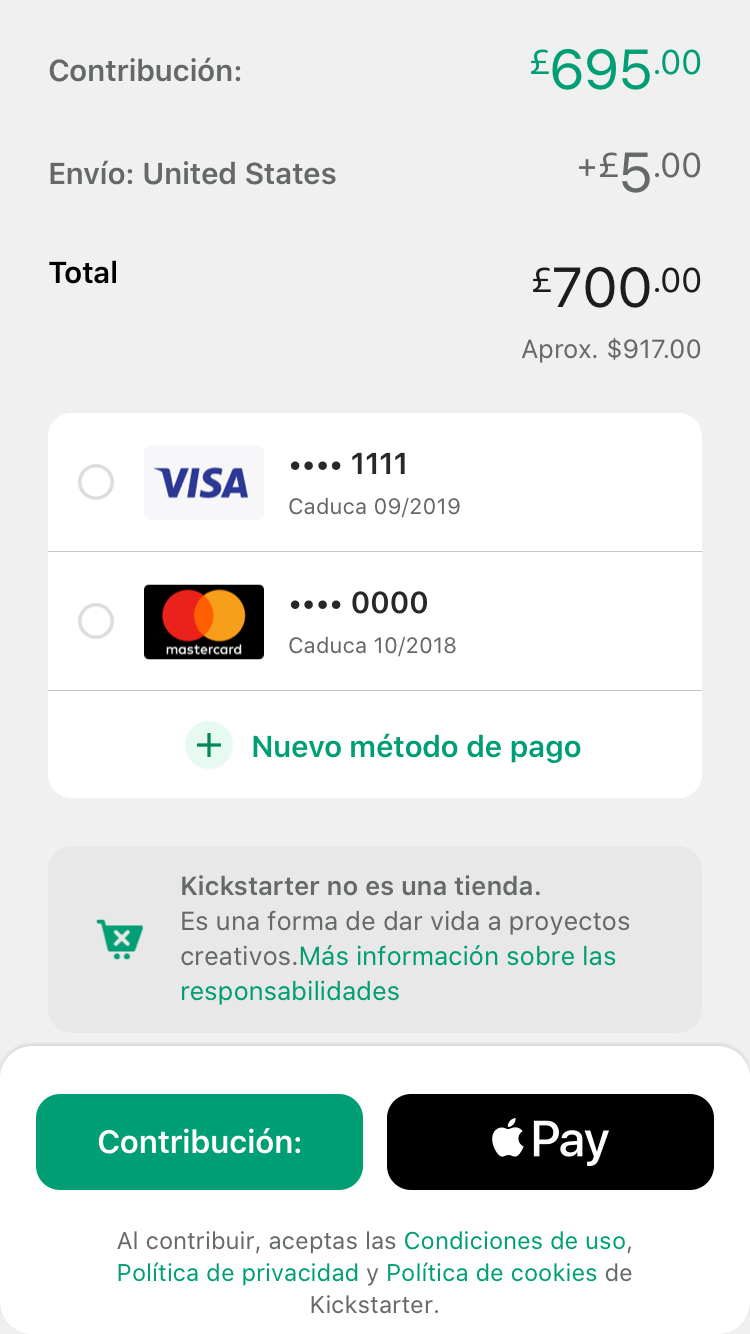 Contribución: £695.00
Envío: United States +£5.00
Total £700.00
Aprox. $917.00
VISA •••• 1111
Caduca 09/2019
mastercard •••• 0000
Caduca 10/2018
+ Nuevo método de pago
Kickstarter no es una tienda.
Es una forma de dar vida a proyectos
creativos.Más información sobre las
responsabilidades
Contribución: Pay
Al contribuir, aceptas las Condiciones de uso,
Política de privacidad y Política de cookies de
Kickstarter.